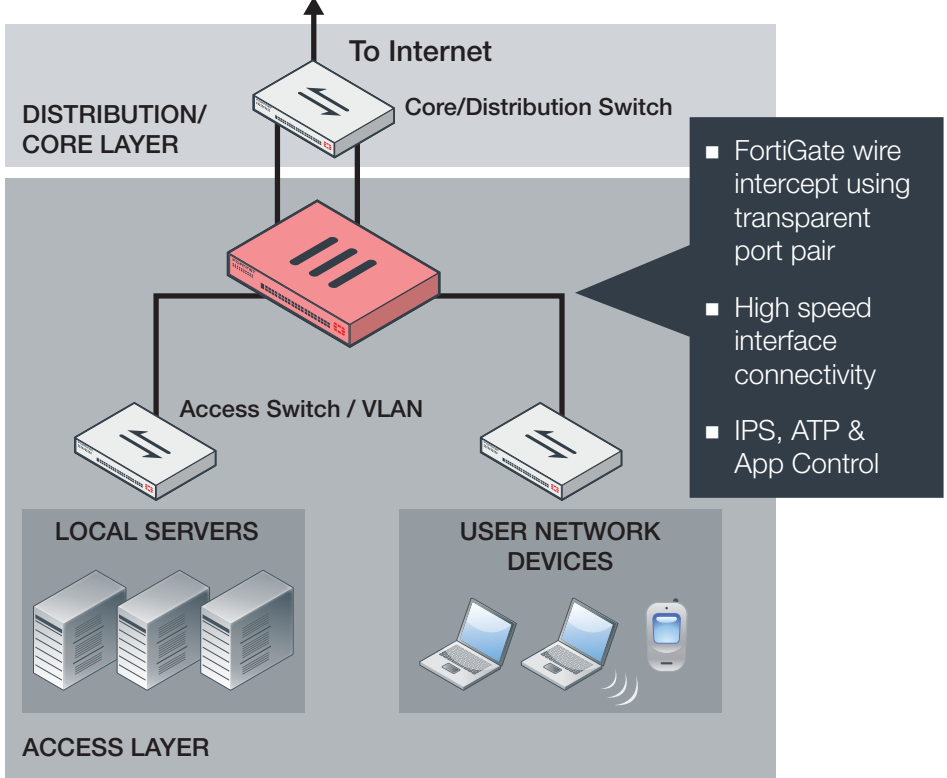 To Internet
DISTRIBUTION/
CORE LAYER
Core/Distribution Switch
■ FortiGate wire
intercept using
transparent
port pair
■ High speed
interface
connectivity
■ IPS, ATP &
App Control
Access Switch / VLAN
LOCAL SERVERS
USER NETWORK
DEVICES
ACCESS LAYER